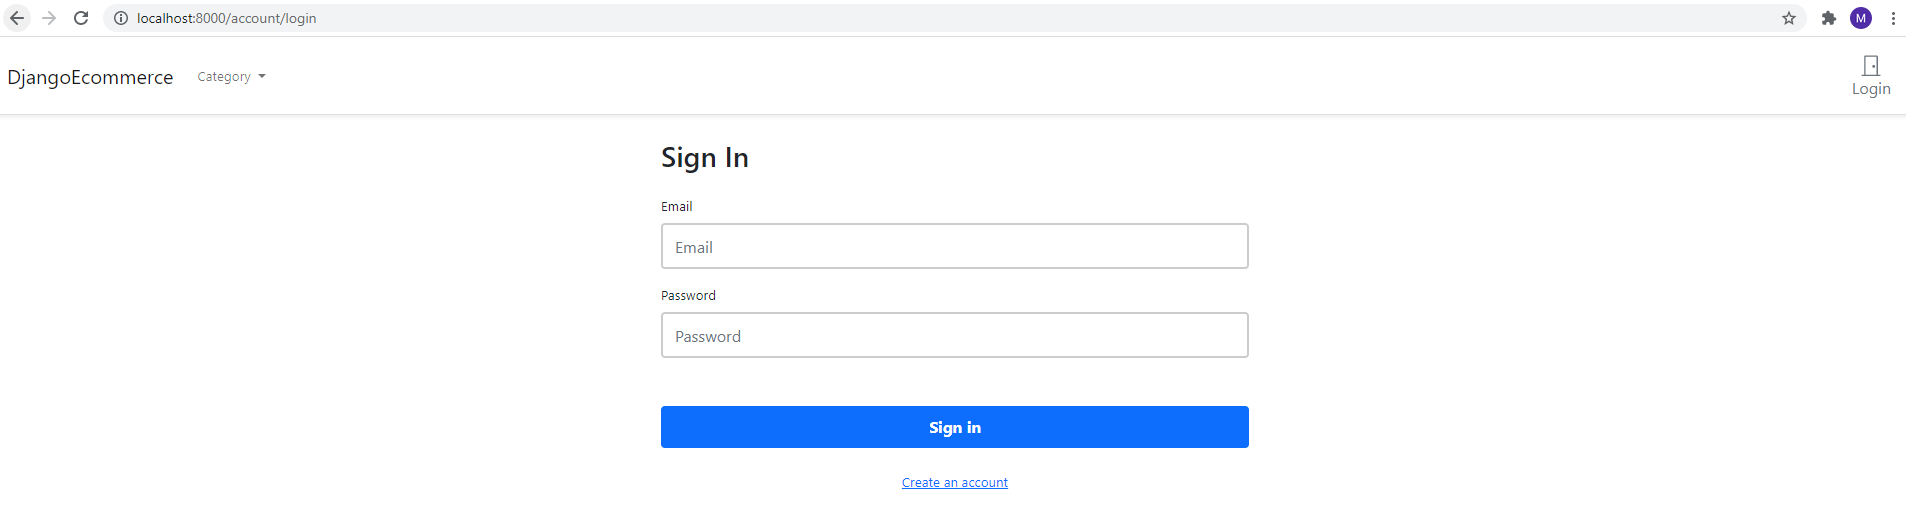 localhost:8000/account/login
M
DjangoEcommerce Category
Login
Sign In
Email
Email
Password
Password
Sign in
Create an account